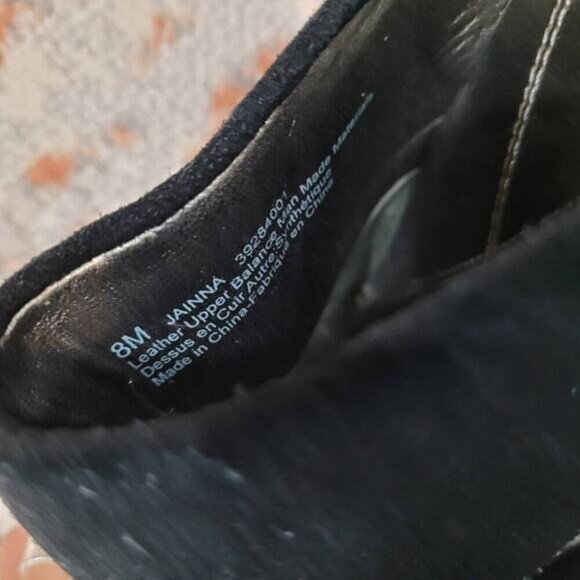 8M JAINNA 39284001
Leather Upper Balance Man Made Materials
Dessus en Cuir Autre Synthétique
Made in China-Fabriqué en Chine